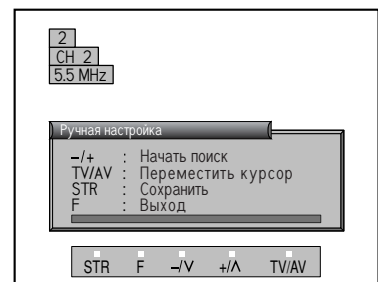 2
CH 2
5.5 MHz
Ручная настройка
–/+ : Начать поиск
TV/AV : Переместить курсор
STR : Сохранить
F : Выход
STR F –/V +/Λ TV/AV